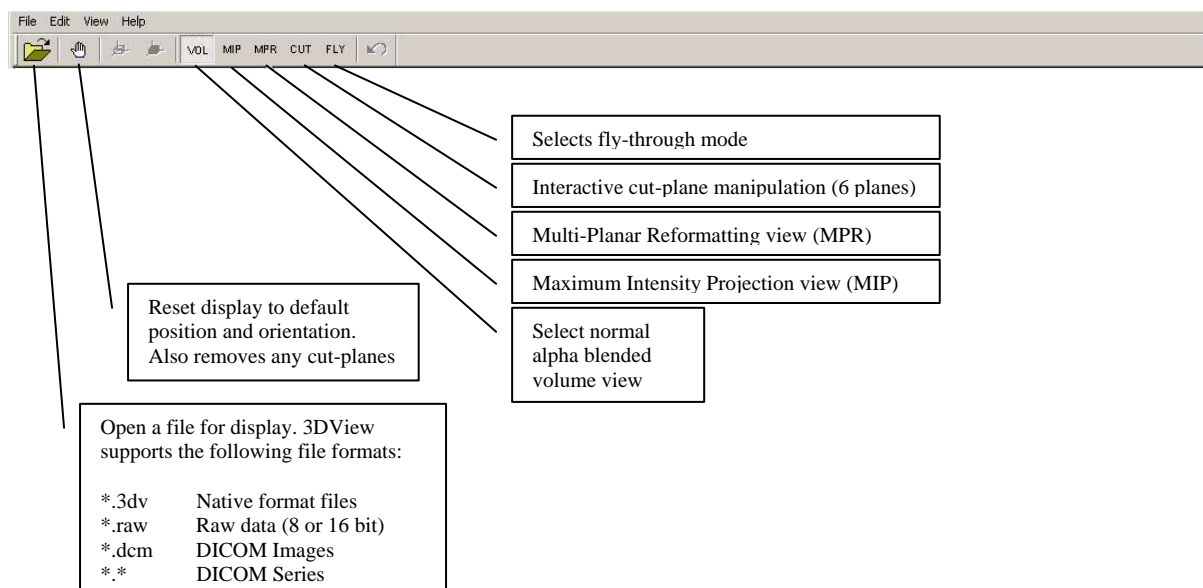 File Edit View Help
VOL MIP MPR CUT FLY
Selects fly-through mode
Interactive cut-plane manipulation (6 planes)
Multi-Planar Reformatting view (MPR)
Maximum Intensity Projection view (MIP)
Reset display to default
position and orientation.
Also removes any cut-planes
Select normal
alpha blended
volume view
Open a file for display. 3DView
supports the following file formats:
*.3dv Native format files
*.raw Raw data (8 or 16 bit)
*.dcm DICOM Images
*.* DICOM Series